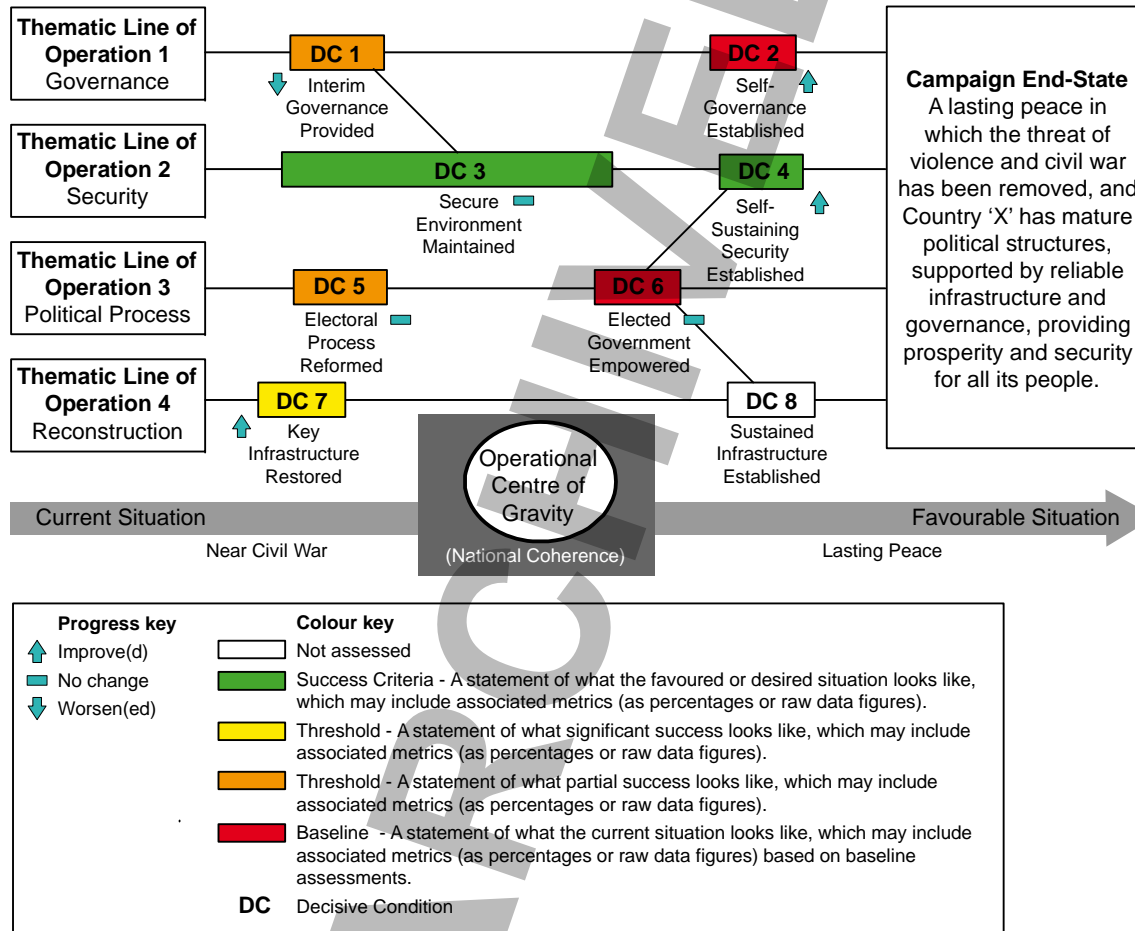 Thematic Line of
Operation 1
Governance
DC 1
Interim
Governance
Provided
DC 2
Self-
Governance
Established
Thematic Line of
Operation 2
Security
DC 3
Secure
Environment
Maintained
DC 4
Self-
Sustaining
Security
Established
Thematic Line of
Operation 3
Political Process
DC 5
Electoral
Process
Reformed
DC 6
Elected
Government
Empowered
Thematic Line of
Operation 4
Reconstruction
DC 7
Key
Infrastructure
Restored
DC 8
Sustained
Infrastructure
Established
Campaign End-State
A lasting peace in
which the threat of
violence and civil war
has been removed, and
Country ‘X’ has mature
political structures,
supported by reliable
infrastructure and
governance, providing
prosperity and security
for all its people.
Operational
Centre of
Gravity
(National Coherence)
Current Situation
Favourable Situation
Near Civil War
Lasting Peace
Progress key
Improve(d)
No change
Worsen(ed)
Colour key
Not assessed
Success Criteria - A statement of what the favoured or desired situation looks like,
which may include associated metrics (as percentages or raw data figures).
Threshold - A statement of what significant success looks like, which may include
associated metrics (as percentages or raw data figures).
Threshold - A statement of what partial success looks like, which may include
associated metrics (as percentages or raw data figures).
Baseline - A statement of what the current situation looks like, which may include
associated metrics (as percentages or raw data figures) based on baseline
assessments.
DC Decisive Condition